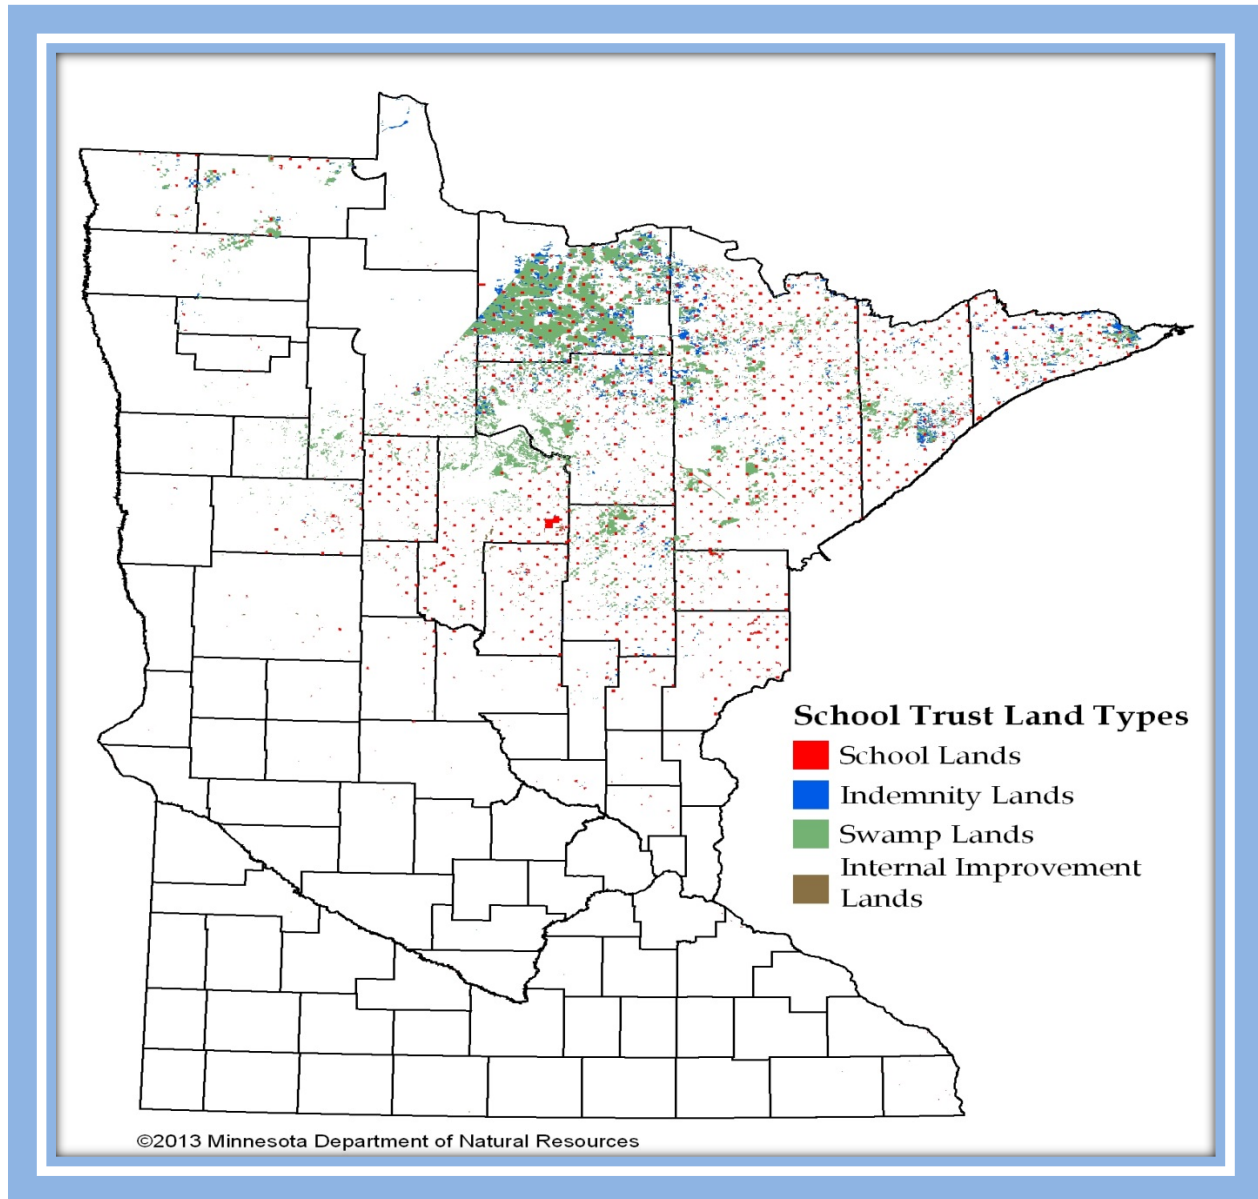 School Trust Land Types
School Lands
Indemnity Lands
Swamp Lands
Internal Improvement
Lands
©2013 Minnesota Department of Natural Resources